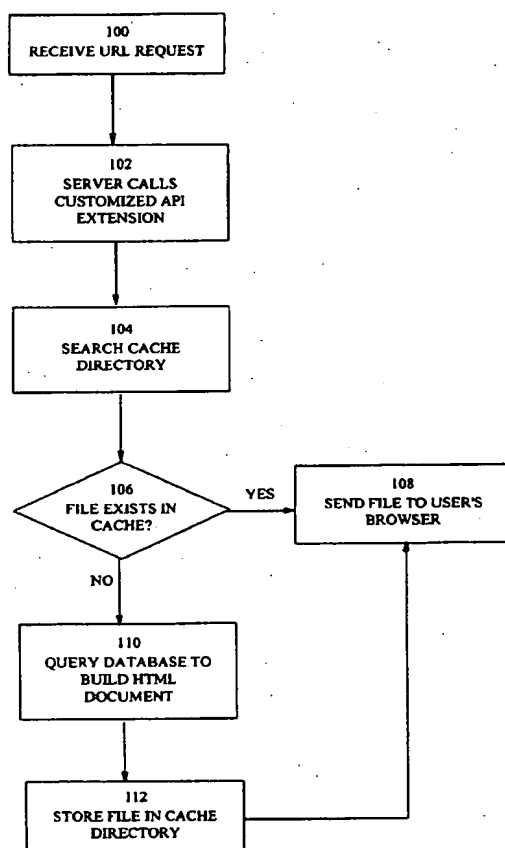 100
RECEIVE URL REQUEST
102
SERVER CALLS
CUSTOMIZED API
EXTENSION
104
SEARCH CACHE
DIRECTORY
106
FILE EXISTS IN
CACHE?
YES
108
SEND FILE TO USER'S
BROWSER
NO
110
QUERY DATABASE TO
BUILD HTML
DOCUMENT
112
STORE FILE IN CACHE
DIRECTORY